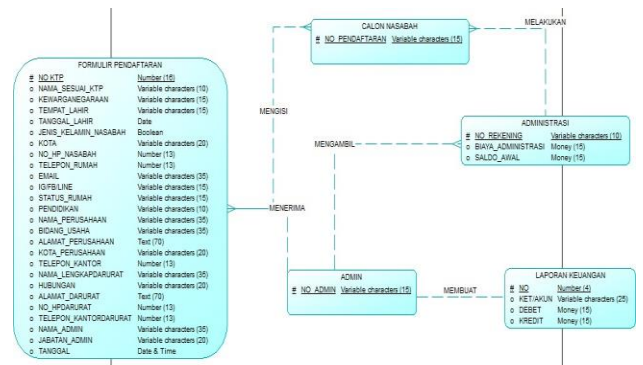 CALON NASABAH
# NO_PENDAFTARAN Variable characters (15)
MELAKUKAN
FORMULIR PENDAFTARAN
# NO KTP Number (16)
o NAMA_SESUAI_KTP Variable characters (10)
o KEWARGANEGARAAN Variable characters (15)
o TEMPAT_LAHIR Variable characters (15)
o TANGGAL_LAHIR Date
o JENIS_KELAMIN_NASABAH Boolean
o KOTA Variable characters (20)
o NO_HP_NASABAH Number (13)
o TELEPON_RUMAH Number (13)
o EMAIL Variable characters (35)
o IG/FB/LINE Variable characters (15)
o STATUS_RUMAH Variable characters (15)
o PENDIDIKAN Variable characters (10)
o NAMA_PERUSAHAAN Variable characters (35)
o BIDANG_USAHA Variable characters (35)
o ALAMAT_PERUSAHAAN Text (70)
o KOTA_PERUSAHAAN Variable characters (20)
o TELEPON_KANTOR Number (13)
o NAMA_LENGKAPDARURAT Variable characters (35)
o HUBUNGAN Variable characters (20)
o ALAMAT_DARURAT Text (70)
o NO_HPDARURAT Number (13)
o TELEPON_KANTORDARURAT Number (13)
o NAMA_ADMIN Variable characters (35)
o JABATAN_ADMIN Variable characters (20)
o TANGGAL Date & Time
MENGISI
MENGAMBIL
ADMINISTRASI
# NO_REKENING Variable characters (10)
o BIAYA_ADMINISTRASI Money (15)
o SALDO_AWAL Money (15)
MENERIMA
ADMIN
# NO_ADMIN Variable characters (15)
MEMBUAT
LAPORAN KEUANGAN
# NO Number (4)
o KET/AKUN Variable characters (25)
o DEBET Money (15)
o KREDIT Money (15)